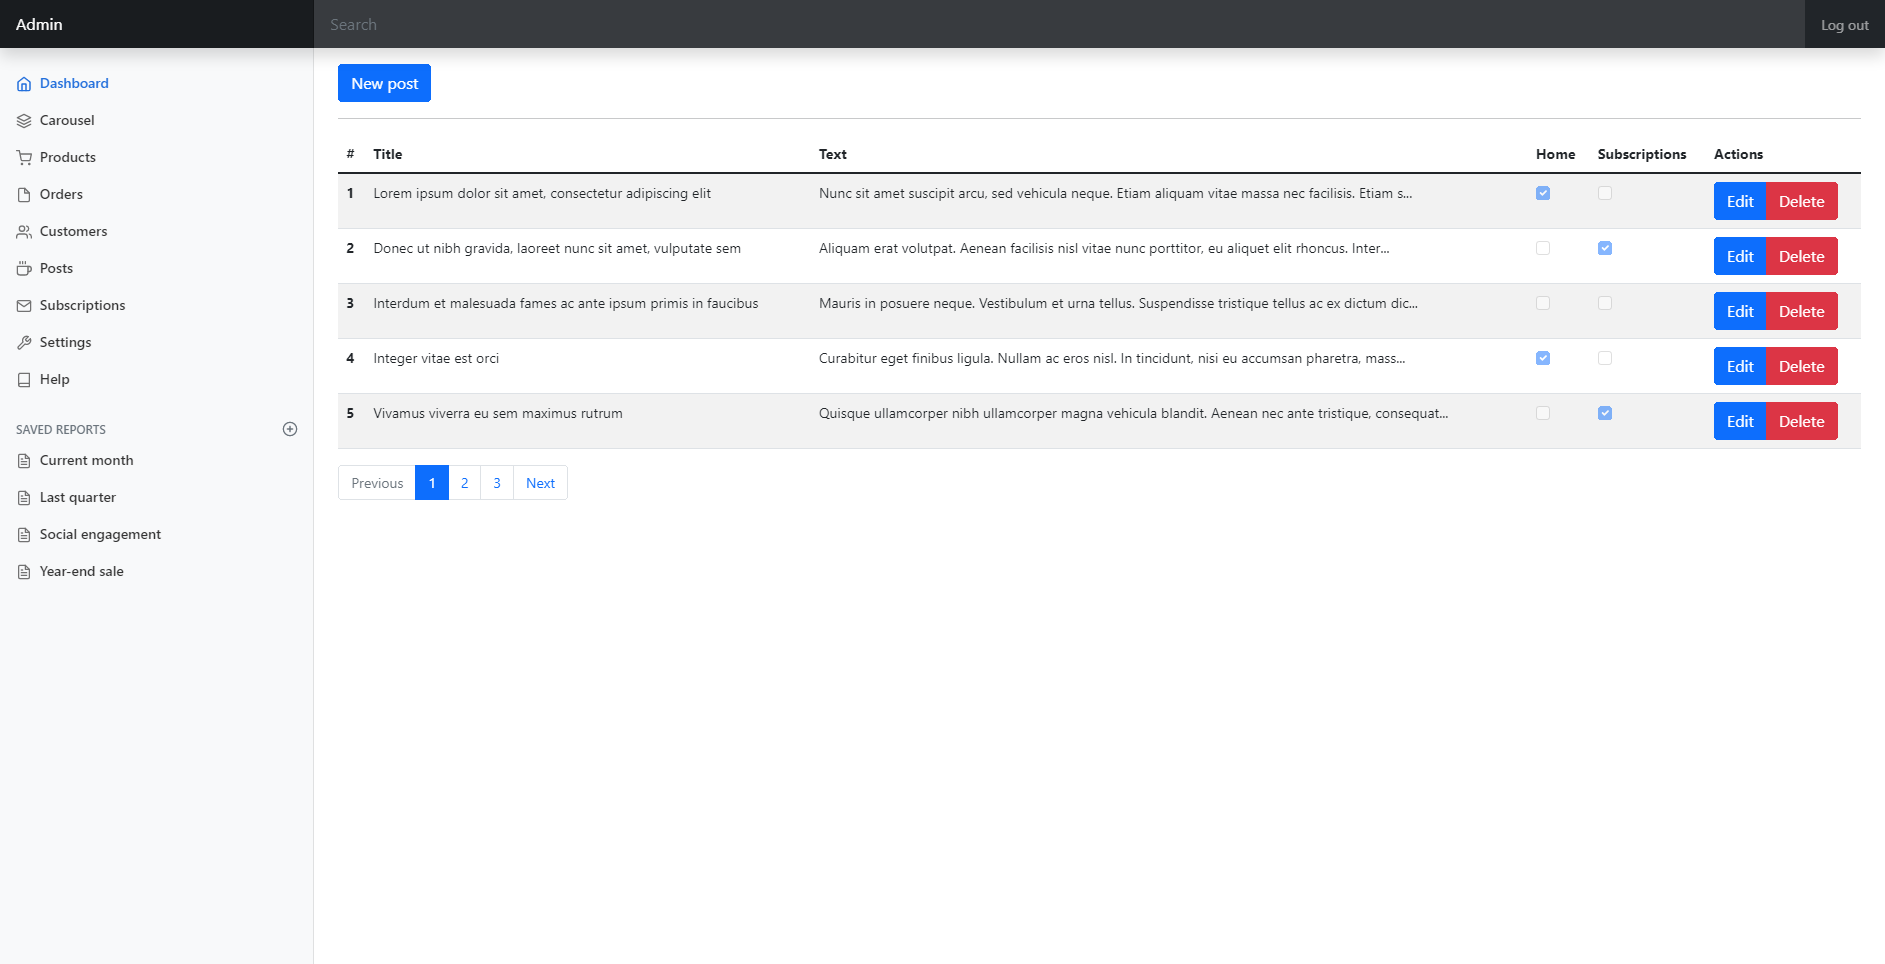 Admin
Search
Log out
Dashboard
Carousel
Products
Orders
Customers
Posts
Subscriptions
Settings
Help
SAVED REPORTS
Current month
Last quarter
Social engagement
Year-end sale
New post
# Title Text Home Subscriptions Actions
1 Lorem ipsum dolor sit amet, consectetur adipiscing elit Nunc sit amet suscipit arcu, sed vehicula neque. Etiam aliquam vitae massa nec facilisis. Etiam s... Edit Delete
2 Donec ut nibh gravida, laoreet nunc sit amet, vulputate sem Aliquam erat volutpat. Aenean facilisis nisl vitae nunc porttitor, eu aliquet elit rhoncus. Inter... Edit Delete
3 Interdum et malesuada fames ac ante ipsum primis in faucibus Mauris in posuere neque. Vestibulum et urna tellus. Suspendisse tristique tellus ac ex dictum dic... Edit Delete
4 Integer vitae est orci Curabitur eget finibus ligula. Nullam ac eros nisl. In tincidunt, nisi eu accumsan pharetra, mass... Edit Delete
5 Vivamus viverra eu sem maximus rutrum Quisque ullamcorper nibh ullamcorper magna vehicula blandit. Aenean nec ante tristique, consequat... Edit Delete
Previous 1 2 3 Next